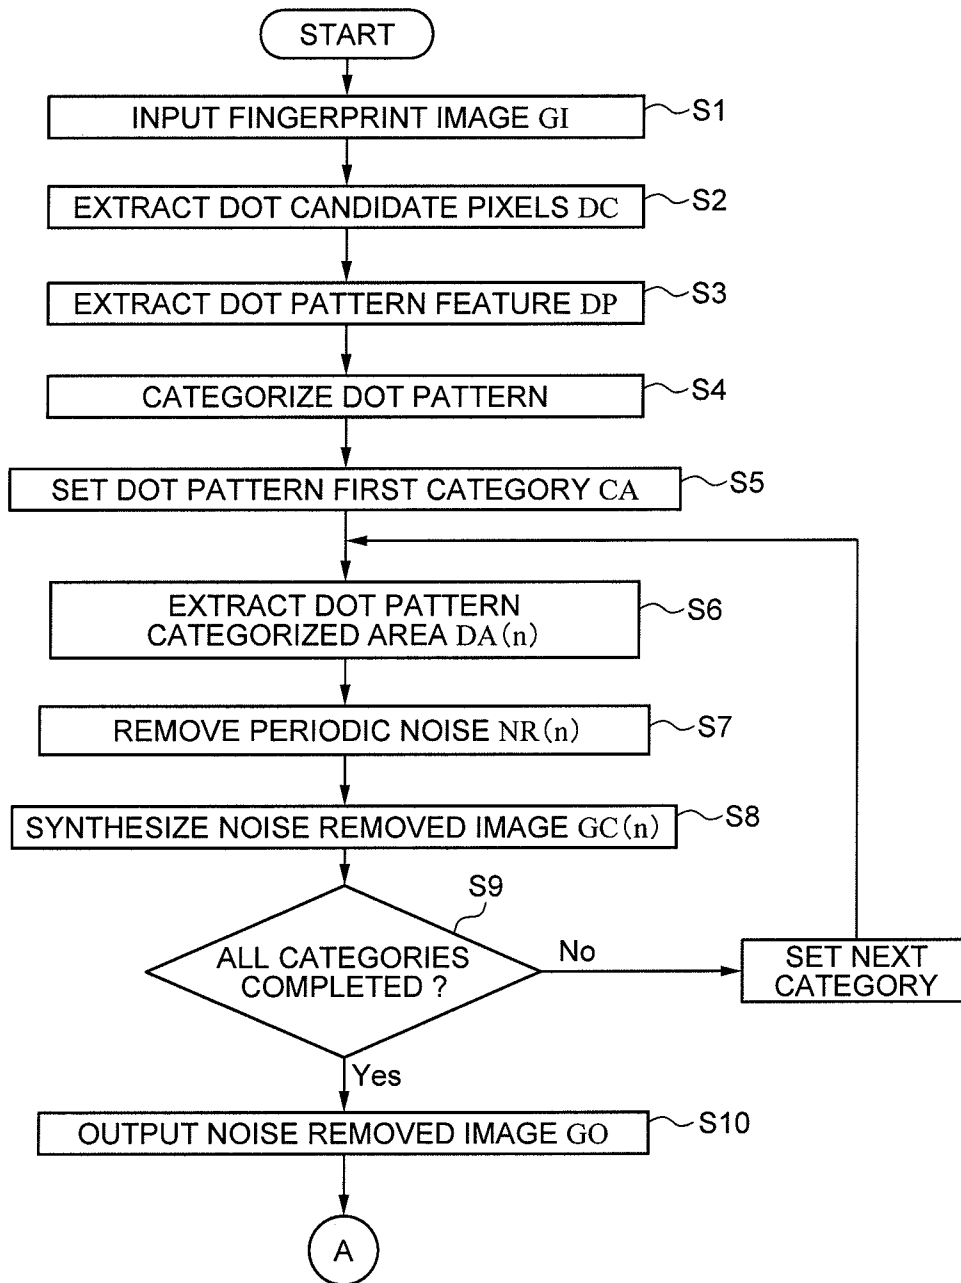 START
INPUT FINGERPRINT IMAGE GI
S1
EXTRACT DOT CANDIDATE PIXELS DC
S2
EXTRACT DOT PATTERN FEATURE DP
S3
CATEGORIZE DOT PATTERN
S4
SET DOT PATTERN FIRST CATEGORY CA
S5
EXTRACT DOT PATTERN
CATEGORIZED AREA DA(n)
S6
REMOVE PERIODIC NOISE NR(n)
S7
SYNTHESIZE NOISE REMOVED IMAGE GC(n)
S8
S9
ALL CATEGORIES
COMPLETED ?
No
SET NEXT
CATEGORY
Yes
OUTPUT NOISE REMOVED IMAGE GO
S10
A